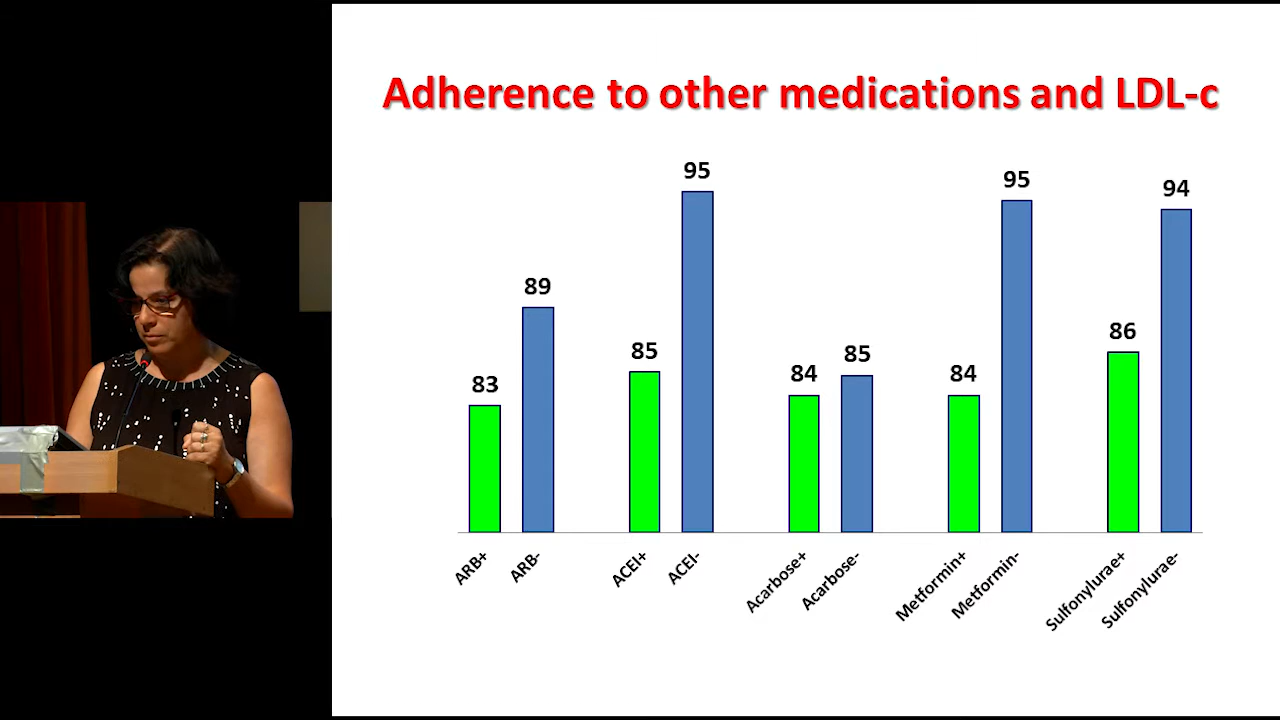 Adherence to other medications and LDL-c
95
95
94
89
86
85
85
84
84
83
ARB+
ARB-
ACEI+
ACEI-
Acarbose+
Acarbose-
Metformin+
Metformin-
Sulfonylurae+
Sulfonylurae-